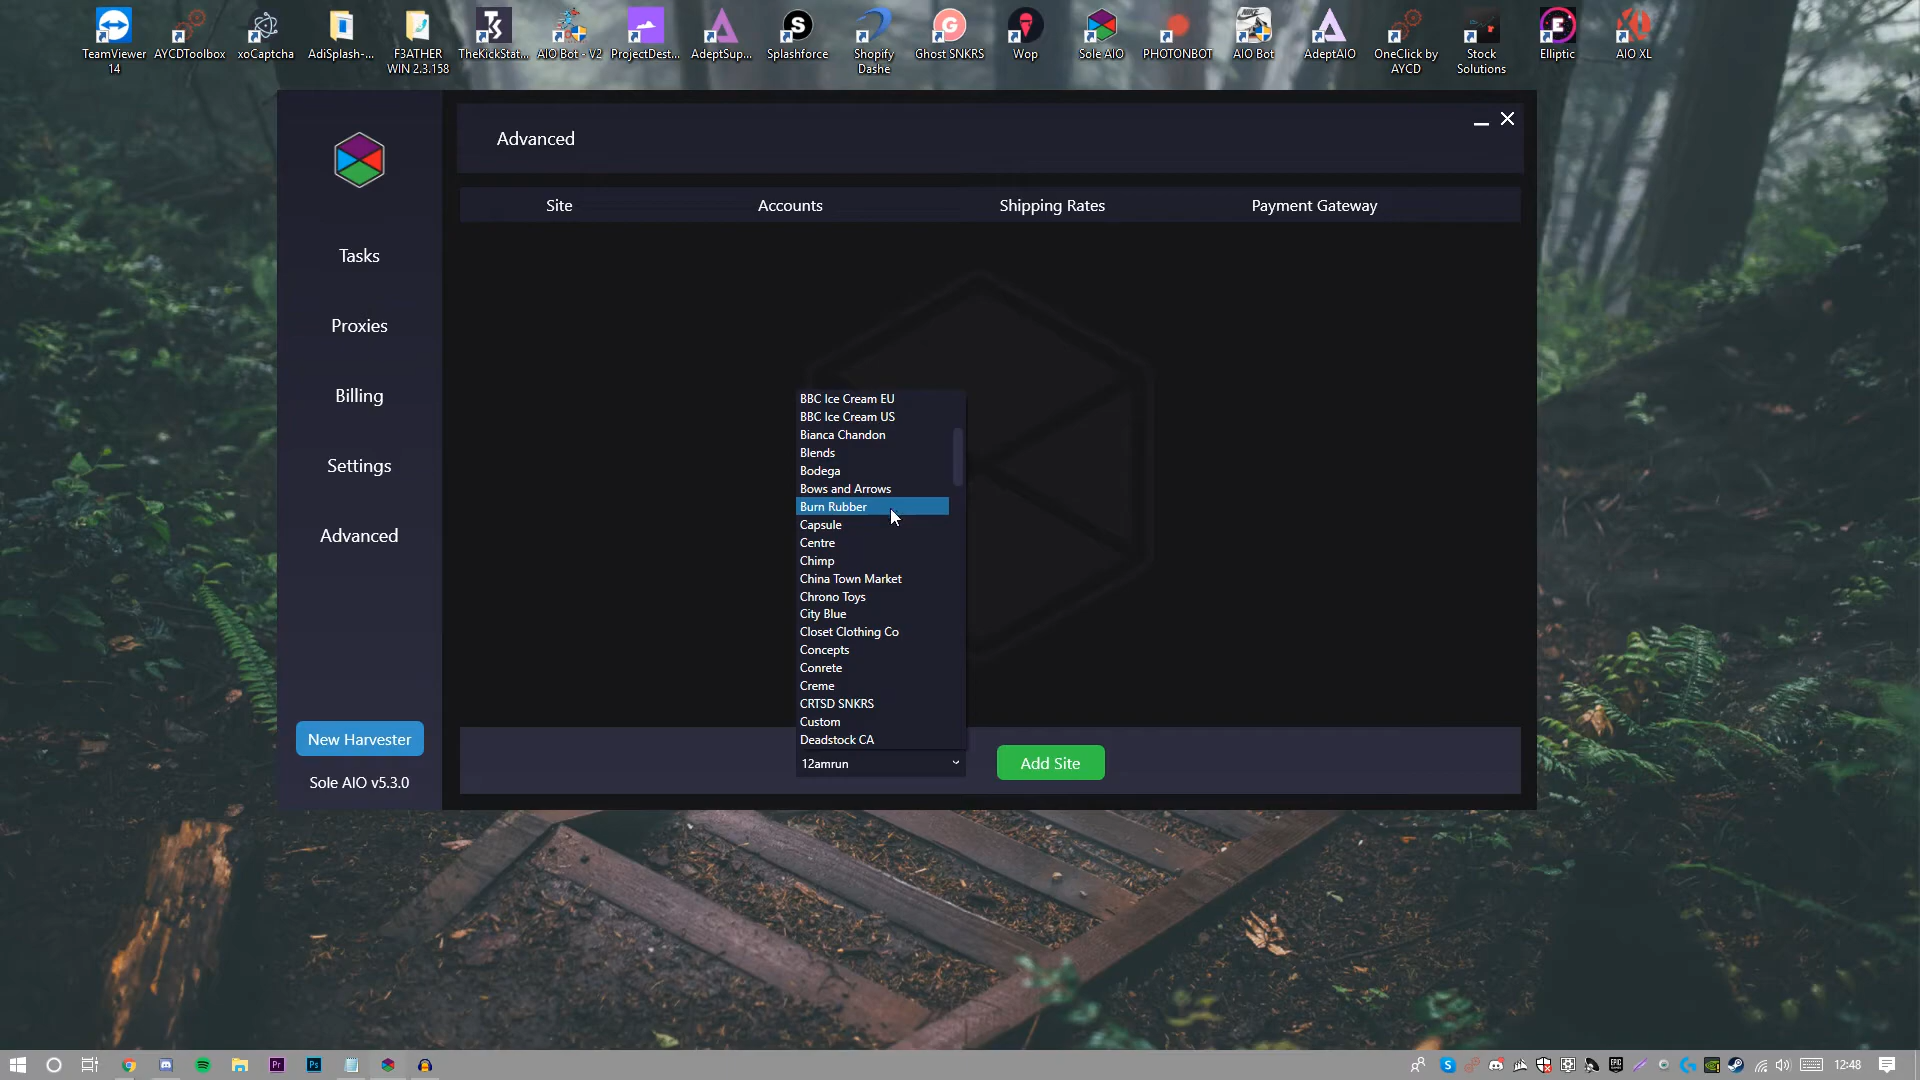 TeamViewer 14
AYCDToolbox
xoCaptcha
AdiSplash-...
F3ATHER WIN 2.3.158
TheKickStat...
AIO Bot - V2
ProjectDest...
AdeptSup...
Splashforce
Shopify Dashe
Ghost SNKRS
Wop
Sole AIO
PHOTONBOT
AIO Bot
AdeptAIO
OneClick by AYCD
Stock Solutions
Elliptic
AIO XL
Advanced
Site
Accounts
Shipping Rates
Payment Gateway
Tasks
Proxies
Billing
Settings
Advanced
BBC Ice Cream EU
BBC Ice Cream US
Bianca Chandon
Blends
Bodega
Bows and Arrows
Burn Rubber
Capsule
Centre
Chimp
China Town Market
Chrono Toys
City Blue
Closet Clothing Co
Concepts
Conrete
Creme
CRTSD SNKRS
Custom
Deadstock CA
12amrun
Add Site
New Harvester
Sole AIO v5.3.0
12:48